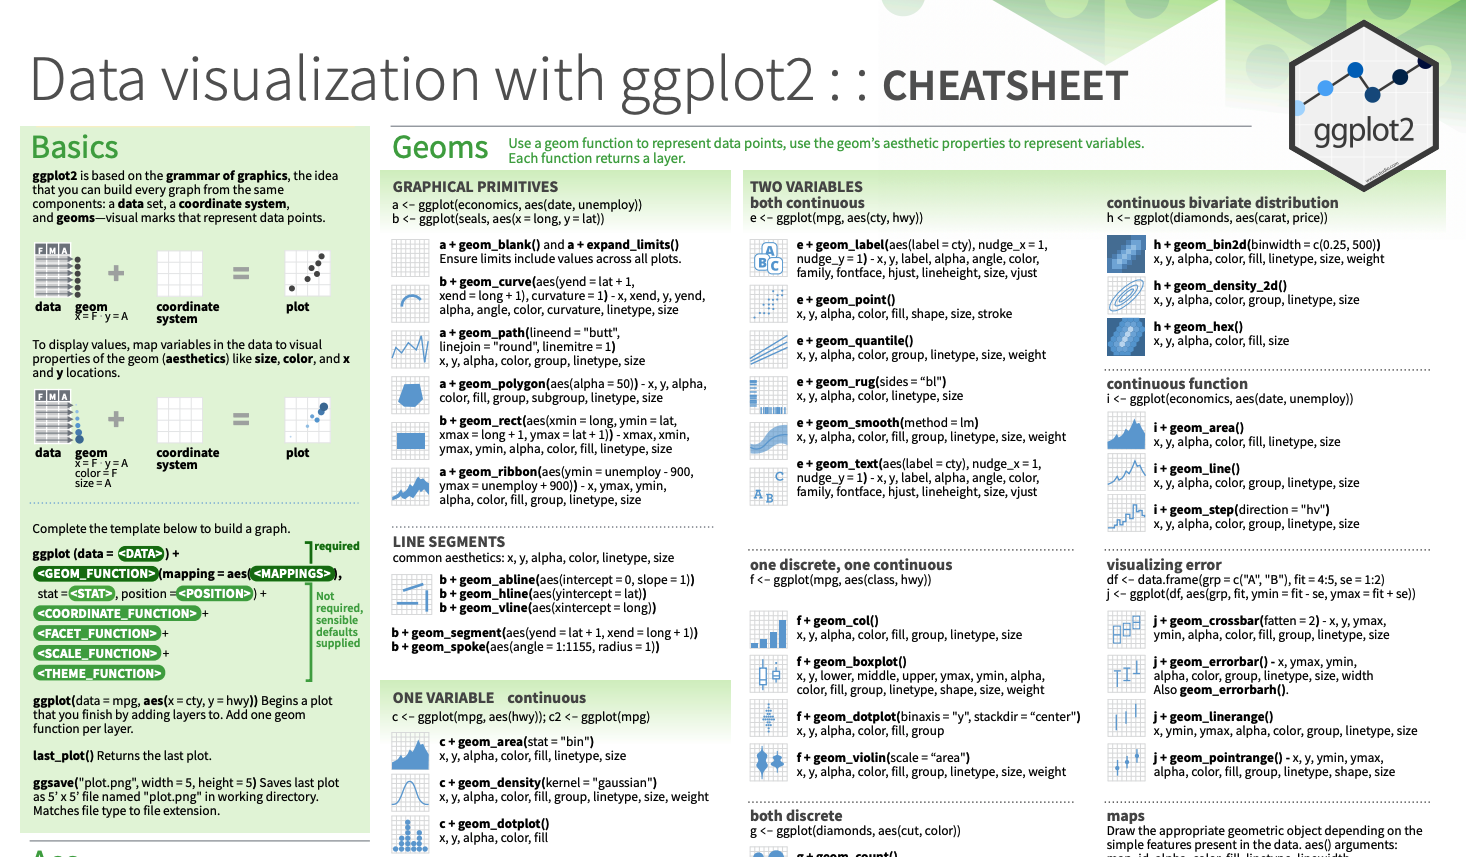 Data visualization with ggplot2 : : CHEATSHEET
ggplot2
Basics
ggplot2 is based on the grammar of graphics, the idea
that you can build every graph from the same
components: a data set, a coordinate system,
and geoms—visual marks that represent data points.
F M A
data geom coordinate plot
x = F · y = A system
To display values, map variables in the data to visual
properties of the geom (aesthetics) like size, color, and x
and y locations.
F M A
data geom coordinate plot
x = F · y = A system
color = F
size = A
Complete the template below to build a graph.
required
ggplot (data = <DATA>) +
<GEOM_FUNCTION>(mapping = aes(<MAPPINGS>),
stat = <STAT>, position = <POSITION>) +
<COORDINATE_FUNCTION> +
<FACET_FUNCTION> +
<SCALE_FUNCTION> +
<THEME_FUNCTION>
Not
required,
sensible
defaults
supplied
ggplot(data = mpg, aes(x = cty, y = hwy)) Begins a plot
that you finish by adding layers to. Add one geom
function per layer.
last_plot() Returns the last plot.
ggsave("plot.png", width = 5, height = 5) Saves last plot
as 5' x 5' file named "plot.png" in working directory.
Matches file type to file extension.
Geoms
Use a geom function to represent data points, use the geom's aesthetic properties to represent variables.
Each function returns a layer.
GRAPHICAL PRIMITIVES
a <- ggplot(economics, aes(date, unemploy))
b <- ggplot(seals, aes(x = long, y = lat))
a + geom_blank() and a + expand_limits()
Ensure limits include values across all plots.
b + geom_curve(aes(yend = lat + 1,
xend = long + 1), curvature = 1) - x, xend, y, yend,
alpha, angle, color, curvature, linetype, size
a + geom_path(lineend = "butt",
linejoin = "round", linemitre = 1)
x, y, alpha, color, group, linetype, size
a + geom_polygon(aes(alpha = 50)) - x, y, alpha,
color, fill, group, subgroup, linetype, size
b + geom_rect(aes(xmin = long, ymin = lat,
xmax = long + 1, ymax = lat + 1)) - xmax, xmin,
ymax, ymin, alpha, color, fill, linetype, size
a + geom_ribbon(aes(ymin = unemploy - 900,
ymax = unemploy + 900)) - x, ymax, ymin,
alpha, color, fill, group, linetype, size
LINE SEGMENTS
common aesthetics: x, y, alpha, color, linetype, size
b + geom_abline(aes(intercept = 0, slope = 1))
b + geom_hline(aes(yintercept = lat))
b + geom_vline(aes(xintercept = long))
b + geom_segment(aes(yend = lat + 1, xend = long + 1))
b + geom_spoke(aes(angle = 1:1155, radius = 1))
ONE VARIABLE continuous
c <- ggplot(mpg, aes(hwy)); c2 <- ggplot(mpg)
c + geom_area(stat = "bin")
x, y, alpha, color, fill, linetype, size
c + geom_density(kernel = "gaussian")
x, y, alpha, color, fill, group, linetype, size, weight
c + geom_dotplot()
x, y, alpha, color, fill
TWO VARIABLES
both continuous
e <- ggplot(mpg, aes(cty, hwy))
A
B C
e + geom_label(aes(label = cty), nudge_x = 1,
nudge_y = 1) - x, y, label, alpha, angle, color,
family, fontface, hjust, lineheight, size, vjust
e + geom_point()
x, y, alpha, color, fill, shape, size, stroke
e + geom_quantile()
x, y, alpha, color, group, linetype, size, weight
e + geom_rug(sides = “bl")
x, y, alpha, color, linetype, size
e + geom_smooth(method = lm)
x, y, alpha, color, fill, group, linetype, size, weight
C
A B
e + geom_text(aes(label = cty), nudge_x = 1,
nudge_y = 1) - x, y, label, alpha, angle, color,
family, fontface, hjust, lineheight, size, vjust
one discrete, one continuous
f <- ggplot(mpg, aes(class, hwy))
f + geom_col()
x, y, alpha, color, fill, group, linetype, size
f + geom_boxplot()
x, y, lower, middle, upper, ymax, ymin, alpha,
color, fill, group, linetype, shape, size, weight
f + geom_dotplot(binaxis = "y", stackdir = “center")
x, y, alpha, color, fill, group
f + geom_violin(scale = “area")
x, y, alpha, color, fill, group, linetype, size, weight
both discrete
g <- ggplot(diamonds, aes(cut, color))
g + geom_count()
continuous bivariate distribution
h <- ggplot(diamonds, aes(carat, price))
h + geom_bin2d(binwidth = c(0.25, 500))
x, y, alpha, color, fill, linetype, size, weight
h + geom_density_2d()
x, y, alpha, color, group, linetype, size
h + geom_hex()
x, y, alpha, color, fill, size
continuous function
i <- ggplot(economics, aes(date, unemploy))
i + geom_area()
x, y, alpha, color, fill, linetype, size
i + geom_line()
x, y, alpha, color, group, linetype, size
i + geom_step(direction = "hv")
x, y, alpha, color, group, linetype, size
visualizing error
df <- data.frame(grp = c("A", "B"), fit = 4:5, se = 1:2)
j <- ggplot(df, aes(grp, fit, ymin = fit - se, ymax = fit + se))
j + geom_crossbar(fatten = 2) - x, y, ymax,
ymin, alpha, color, fill, group, linetype, size
j + geom_errorbar() - x, ymax, ymin,
alpha, color, group, linetype, size, width
Also geom_errorbarh().
j + geom_linerange()
x, ymin, ymax, alpha, color, group, linetype, size
j + geom_pointrange() - x, y, ymin, ymax,
alpha, color, fill, group, linetype, shape, size
maps
Draw the appropriate geometric object depending on the
simple features present in the data. aes() arguments: